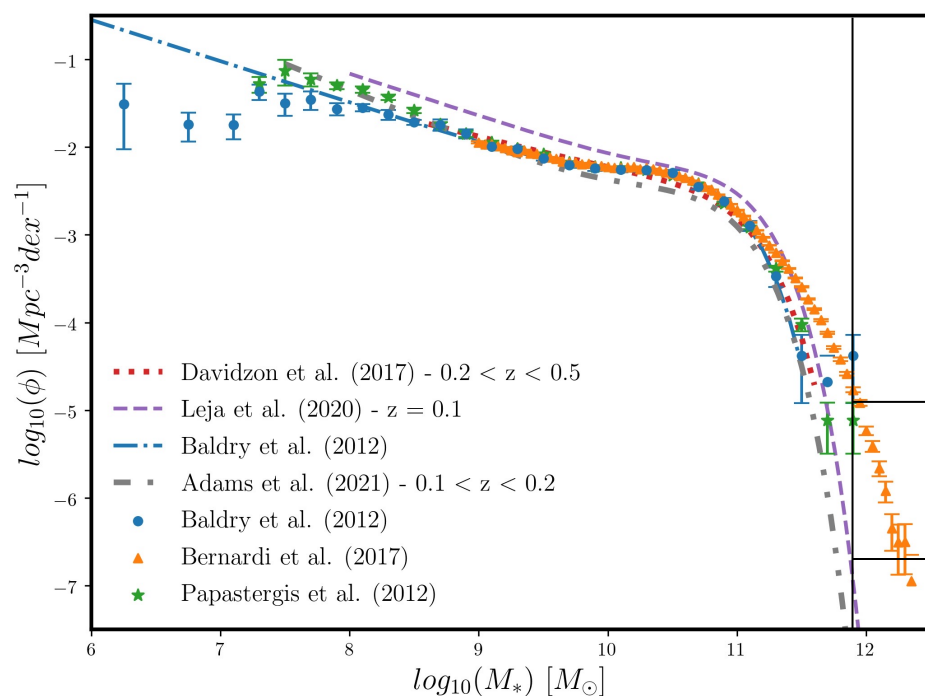 −1
−2
−3
−4
−5
−6
−7
log₁₀(ϕ) [Mpc⁻³dex⁻¹]
Davidzon et al. (2017) - 0.2 < z < 0.5
Leja et al. (2020) - z = 0.1
Baldry et al. (2012)
Adams et al. (2021) - 0.1 < z < 0.2
Baldry et al. (2012)
Bernardi et al. (2017)
Papastergis et al. (2012)
6 7 8 9 10 11 12
log₁₀(M_*) [M_⊙]